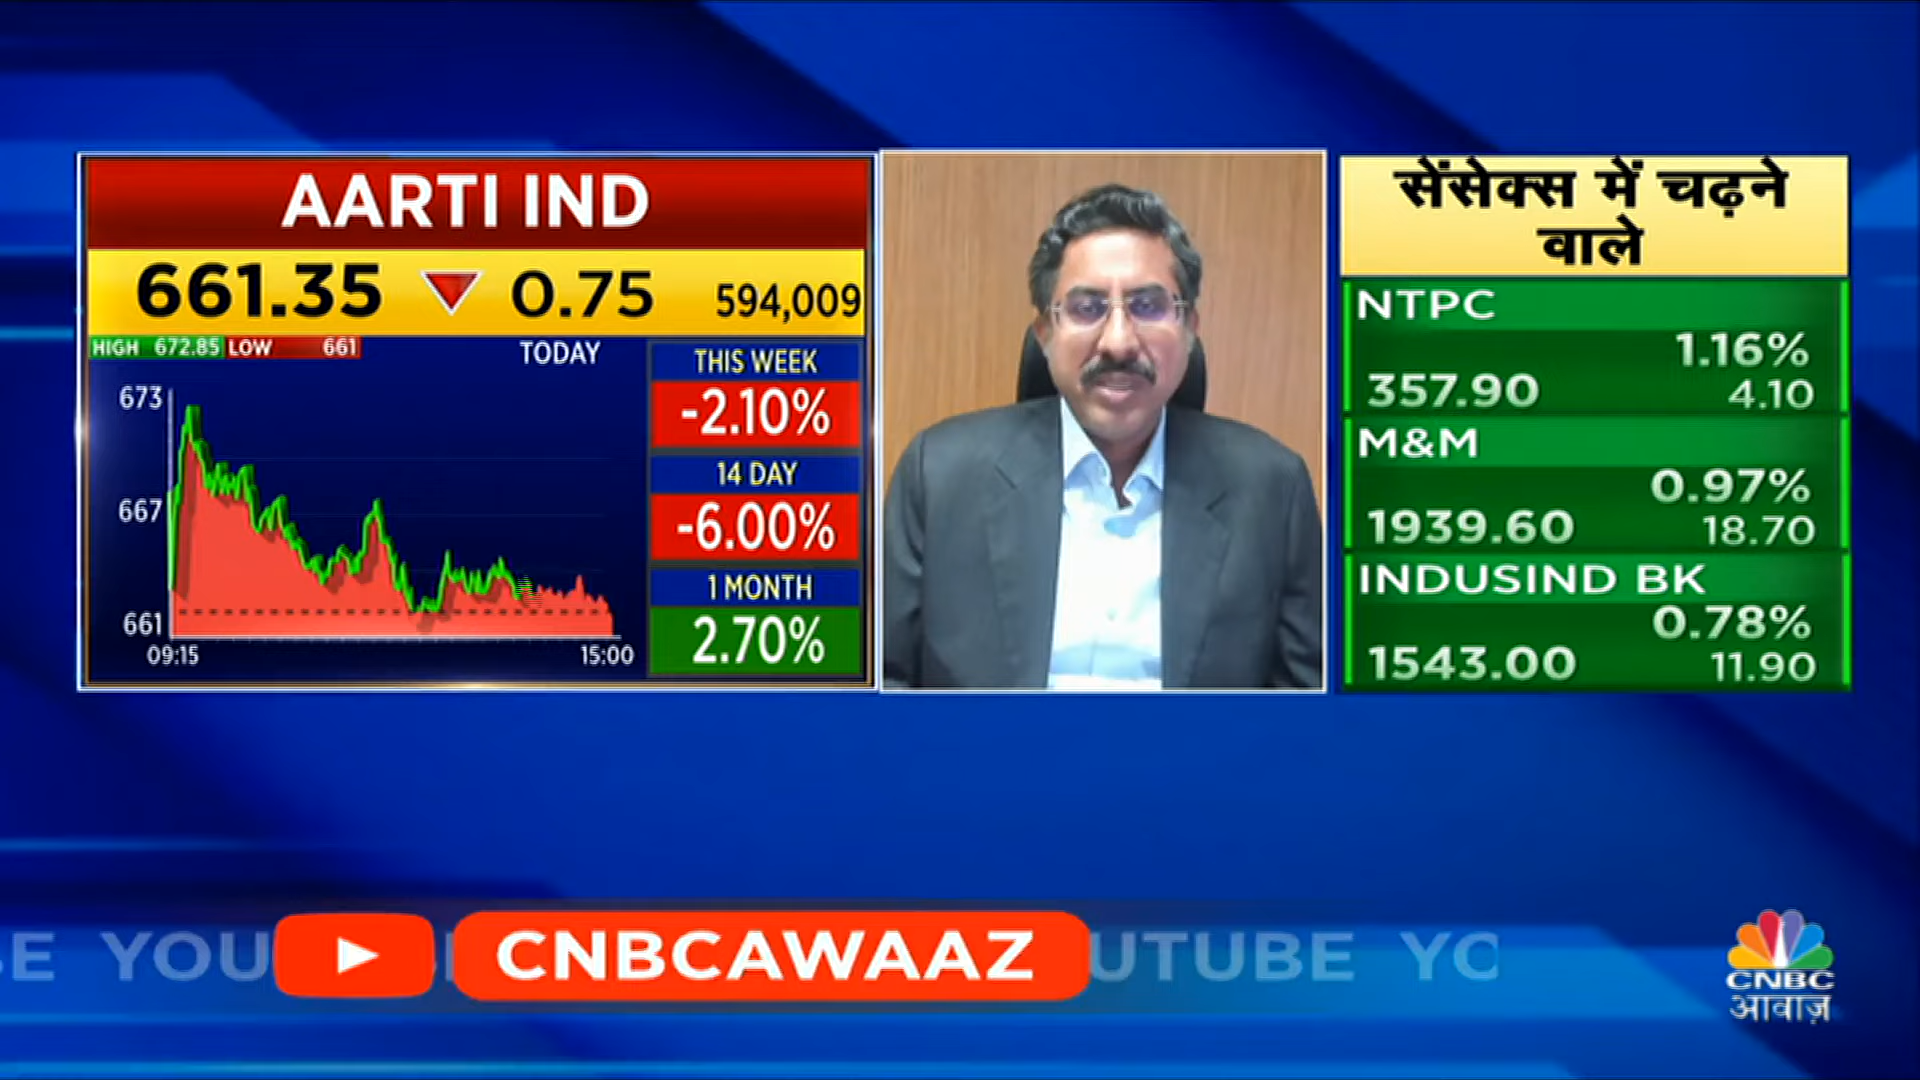 AARTI IND
661.35 0.75 594,009
HIGH 672.85 LOW 661
TODAY
673
667
661
09:15 15:00
THIS WEEK
-2.10%
14 DAY
-6.00%
1 MONTH
2.70%
सेंसेक्स में चढ़ने
वाले
NTPC
1.16%
357.90 4.10
M&M
0.97%
1939.60 18.70
INDUSIND BK
0.78%
1543.00 11.90
BE YOU CNBCAWAAZ UTUBE YO
CNBC
आवाज़